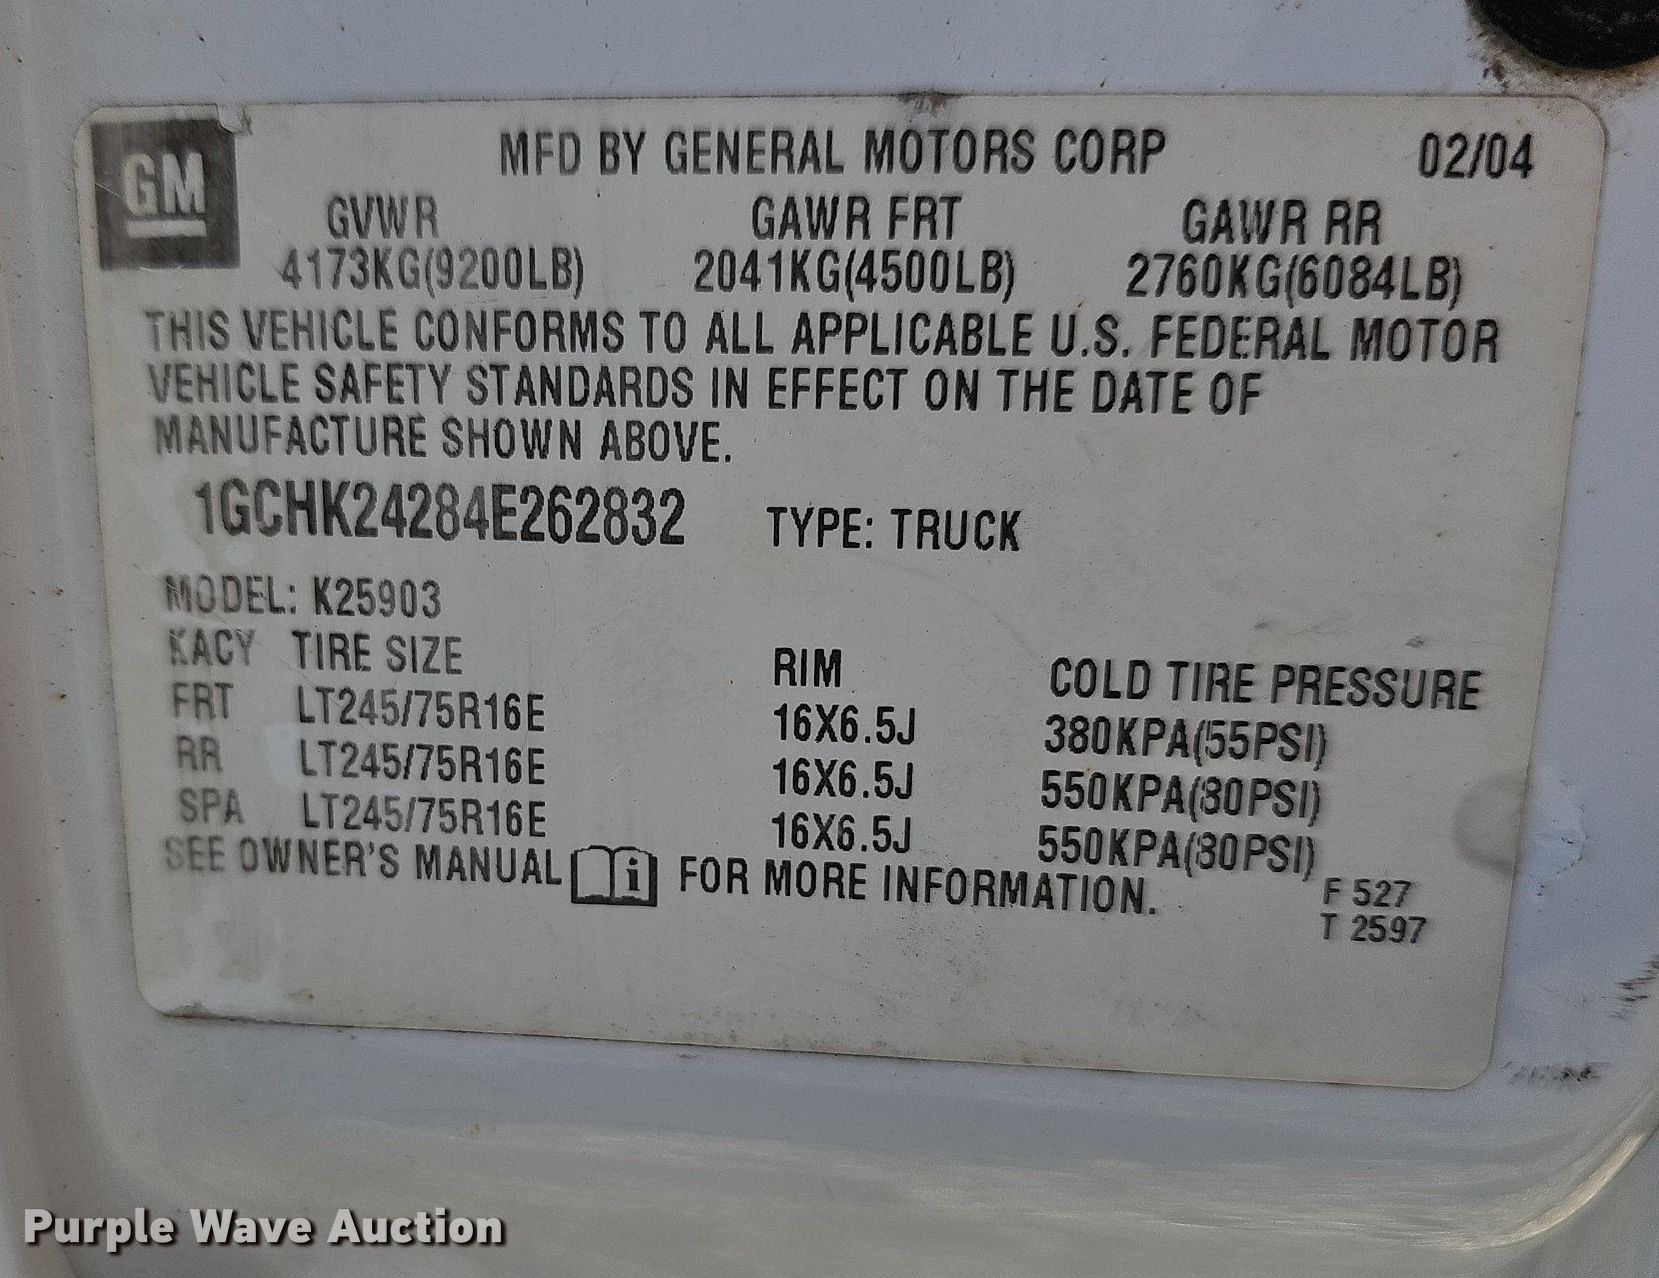 GM
MFD BY GENERAL MOTORS CORP 02/04
GVWR GAWR FRT GAWR RR
4173KG(9200LB) 2041KG(4500LB) 2760KG(6084LB)
THIS VEHICLE CONFORMS TO ALL APPLICABLE U.S. FEDERAL MOTOR
VEHICLE SAFETY STANDARDS IN EFFECT ON THE DATE OF
MANUFACTURE SHOWN ABOVE.
1GCHK24284E262832 TYPE: TRUCK
MODEL: K25903
KACY TIRE SIZE RIM COLD TIRE PRESSURE
FRT LT245/75R16E 16X6.5J 380KPA(55PSI)
RR LT245/75R16E 16X6.5J 550KPA(80PSI)
SPA LT245/75R16E 16X6.5J 550KPA(80PSI)
SEE OWNER'S MANUAL i FOR MORE INFORMATION.
F 527
T 2597
Purple Wave Auction